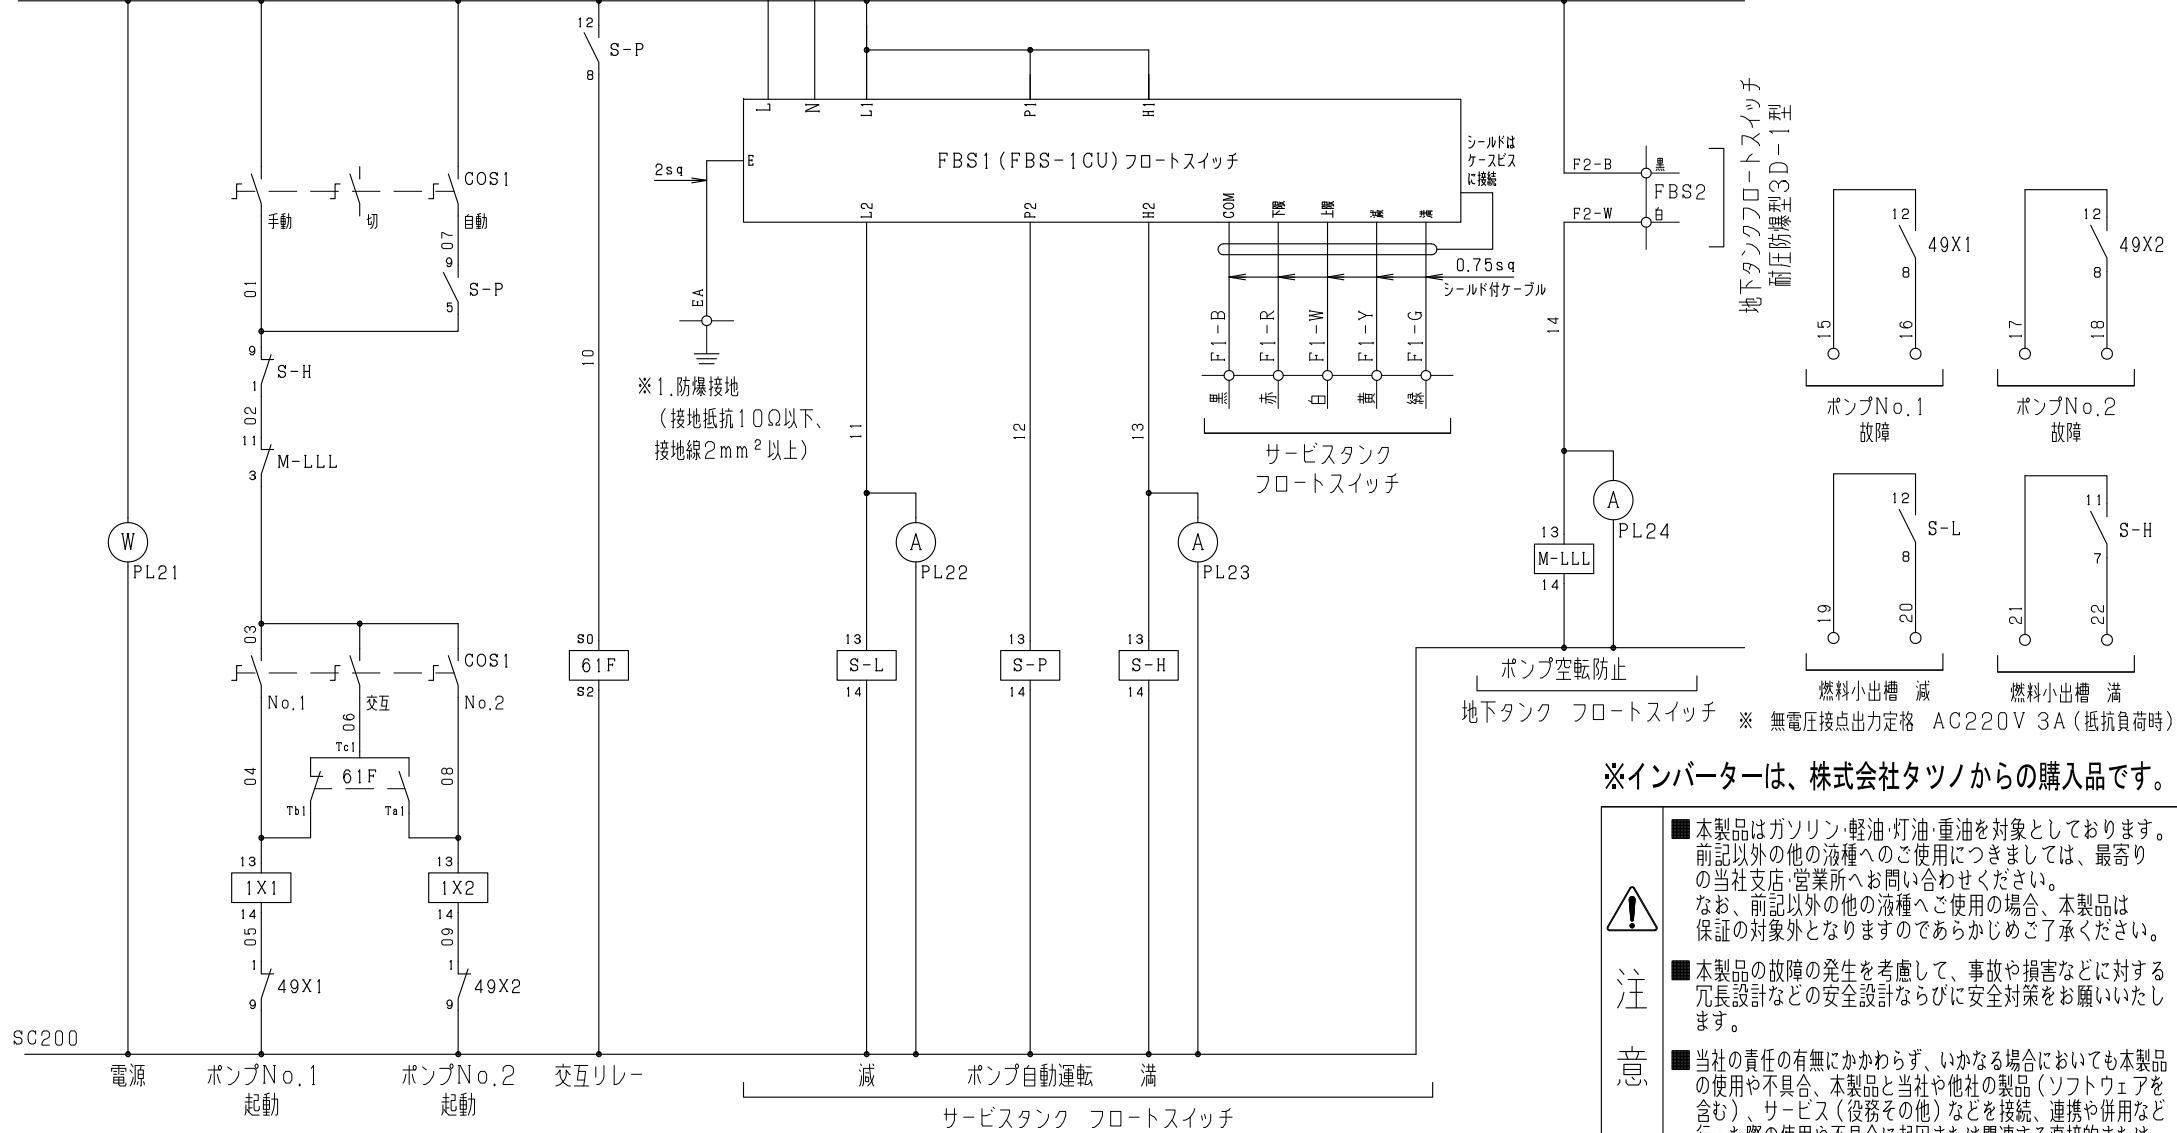 12
S-P
8
L
N
L1
P1
H1
E
FBS1(FBS-1CU)フロートスイッチ
シールドは
ケースビス
に接続
2sq
L2
P2
H2
COM
下限
上限
減
満
0.75sq
シールド付ケーブル
EA
※1.防爆接地
(接地抵抗10Ω以下、
接地線2mm²以上)
F1-B
F1-R
F1-W
F1-Y
F1-G
黒
赤
白
黄
緑
サービスタンク
フロートスイッチ
F2-B
黒
FBS2
F2-W
白
地下タンクフロートスイッチ
耐圧防爆型3D-1型
手動
切
COS1
自動
07
9
S-P
5
01
9
S-H
1
02
11
M-LLL
3
W
PL21
03
No.1
交互
COS1
No.2
06
Tc1
61F
Tb1
Ta1
04
08
13
1X1
14
05
1
49X1
9
13
1X2
14
09
1
49X2
9
10
S0
61F
S2
11
A
PL22
13
S-L
14
12
13
S-P
14
13
A
PL23
13
S-H
14
14
A
PL24
13
M-LLL
14
ポンプ空転防止
地下タンク フロートスイッチ
12
49X1
8
15
16
ポンプNo.1
故障
12
49X2
8
17
18
ポンプNo.2
故障
12
S-L
8
19
20
燃料小出槽 減
11
S-H
7
21
22
燃料小出槽 満
※ 無電圧接点出力定格 AC220V 3A(抵抗負荷時)
SC200
電源
ポンプNo.1
起動
ポンプNo.2
起動
交互リレー
減
ポンプ自動運転
満
サービスタンク フロートスイッチ
※インバーターは、株式会社タツノからの購入品です。
注意
■本製品はガソリン・軽油・灯油・重油を対象としております。
前記以外の他の液種へのご使用につきましては、最寄り
の当社支店・営業所へお問い合わせください。
なお、前記以外の他の液種へご使用の場合、本製品は
保証の対象外となりますのであらかじめご了承ください。
■本製品の故障の発生を考慮して、事故や損害などに対する
冗長設計などの安全設計ならびに安全対策をお願いいたし
ます。
■当社の責任の有無にかかわらず、いかなる場合においても本製品
の使用や不具合、本製品と当社や他社の製品(ソフトウェアを
含む)、サービス(役務その他)などを接続、連携や併用など